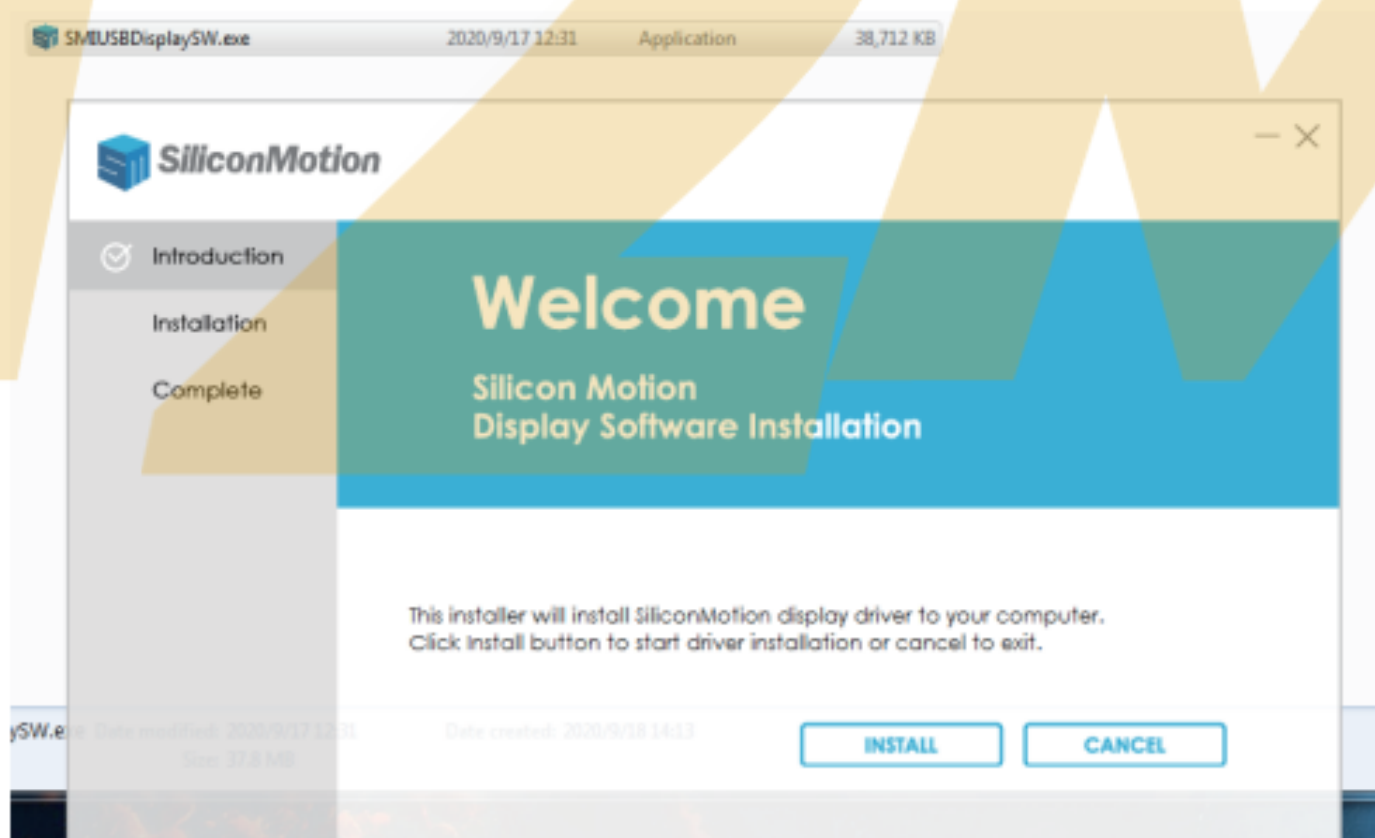 SMIUSBDisplaySW.exe 2020/9/17 12:31 Application 38,712 KB
SiliconMotion
Introduction
Installation
Complete
Welcome
Silicon Motion
Display Software Installation
This installer will install SiliconMotion display driver to your computer.
Click Install button to start driver installation or cancel to exit.
ySW.e Date modified: 2020/9/17 12:31 Date created: 2020/9/18 14:13
Size: 37.8 MB
INSTALL CANCEL